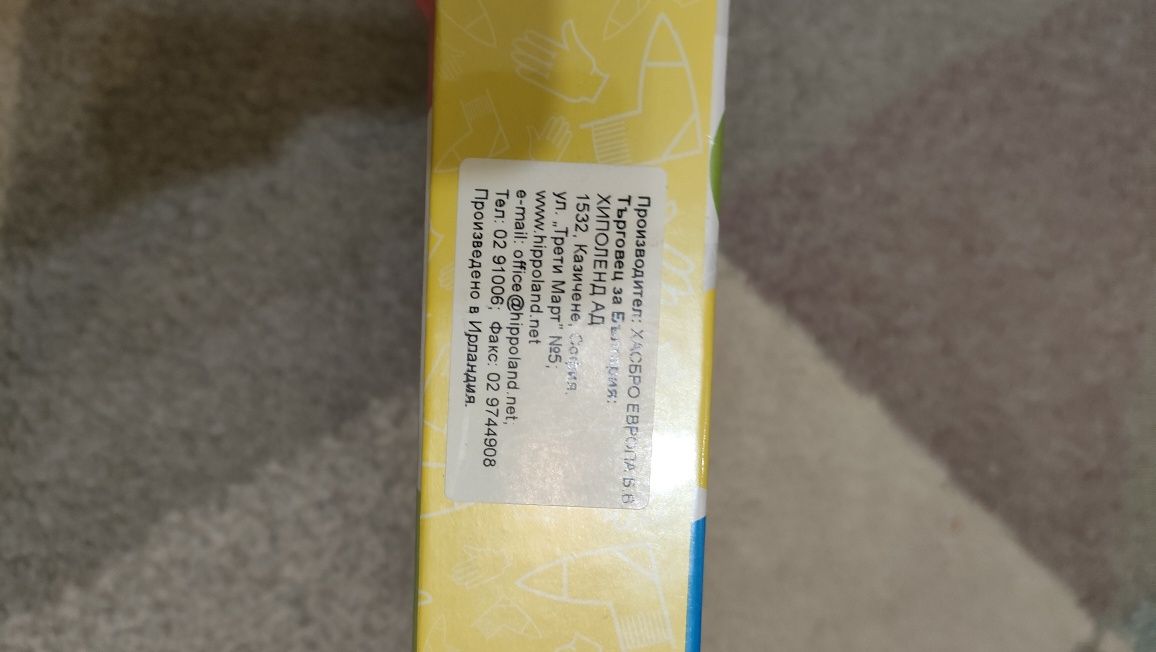 Производител: ХАСБРО ЕВРОПА Б.В
Търговец за България:
ХИПОЛЕНД АД
1532, Казичене, София.
ул. „Трети Март" №5;
www.hippoland.net
e-mail: office@hippoland.net;
Тел: 02 91006; Факс: 02 9744908
Произведено в Ирландия.